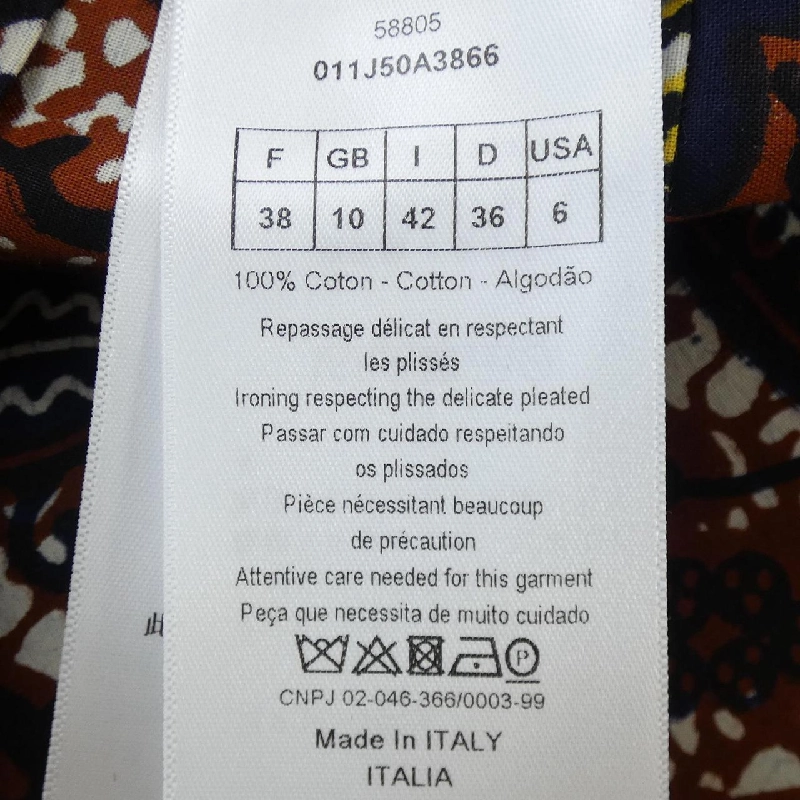 58805
011J50A3866
F GB I D USA
38 10 42 36 6
100% Coton - Cotton - Algodão
Repassage délicat en respectant
les plissés
Ironing respecting the delicate pleated
Passar com cuidado respeitando
os plissados
Pièce nécessitant beaucoup
de précaution
Attentive care needed for this garment
Peça que necessita de muito cuidado
P
CNPJ 02-046-366/0003-99
Made In ITALY
ITALIA